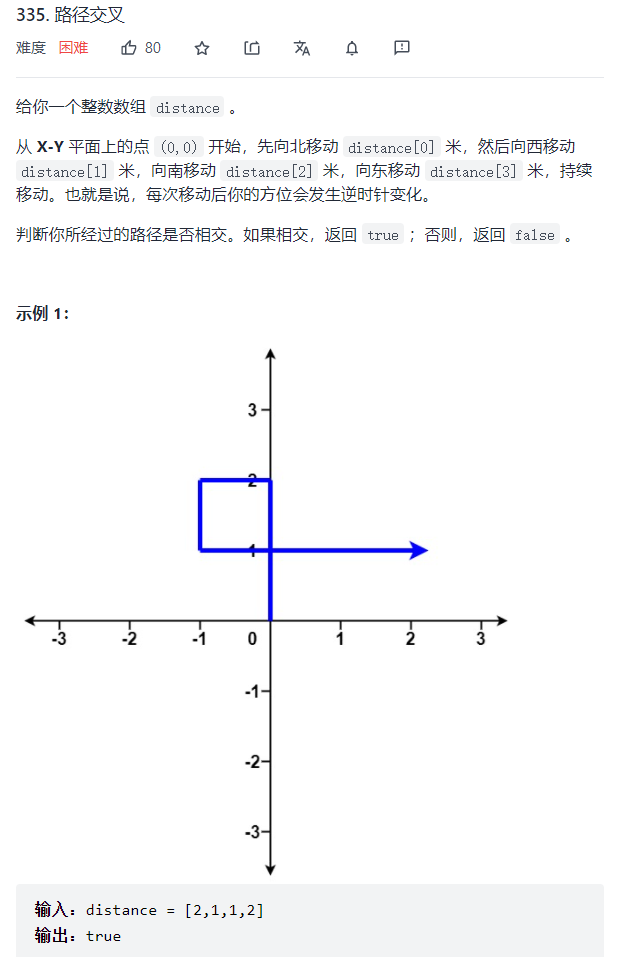 335. 路径交叉
难度 困难 80
给你一个整数数组 distance 。
从 X-Y 平面上的点 (0,0) 开始，先向北移动 distance[0] 米，然后向西移动
distance[1] 米，向南移动 distance[2] 米，向东移动 distance[3] 米，持续
移动。也就是说，每次移动后你的方位会发生逆时针变化。
判断你所经过的路径是否相交。如果相交，返回 true ；否则，返回 false 。
示例 1：
3
2
1
-3 -2 -1 0 1 2 3
-1
-2
-3
输入：distance = [2,1,1,2]
输出：true